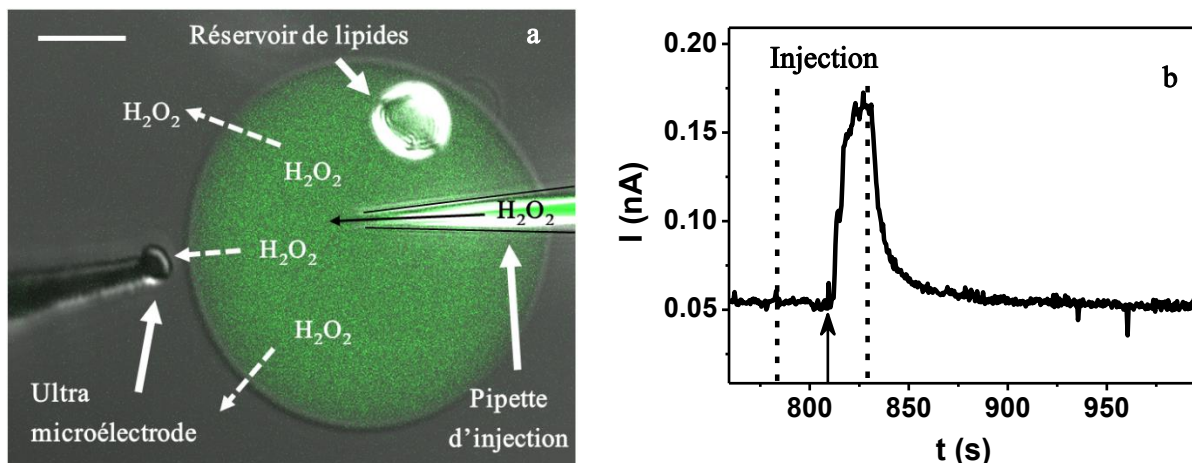 Réservoir de lipides
a
H₂O₂
H₂O₂
H₂O₂
H₂O₂
H₂O₂
Ultra
microélectrode
Pipette
d’injection
b
Injection
0.20
0.15
0.10
0.05
I (nA)
800
850
900
950
t (s)